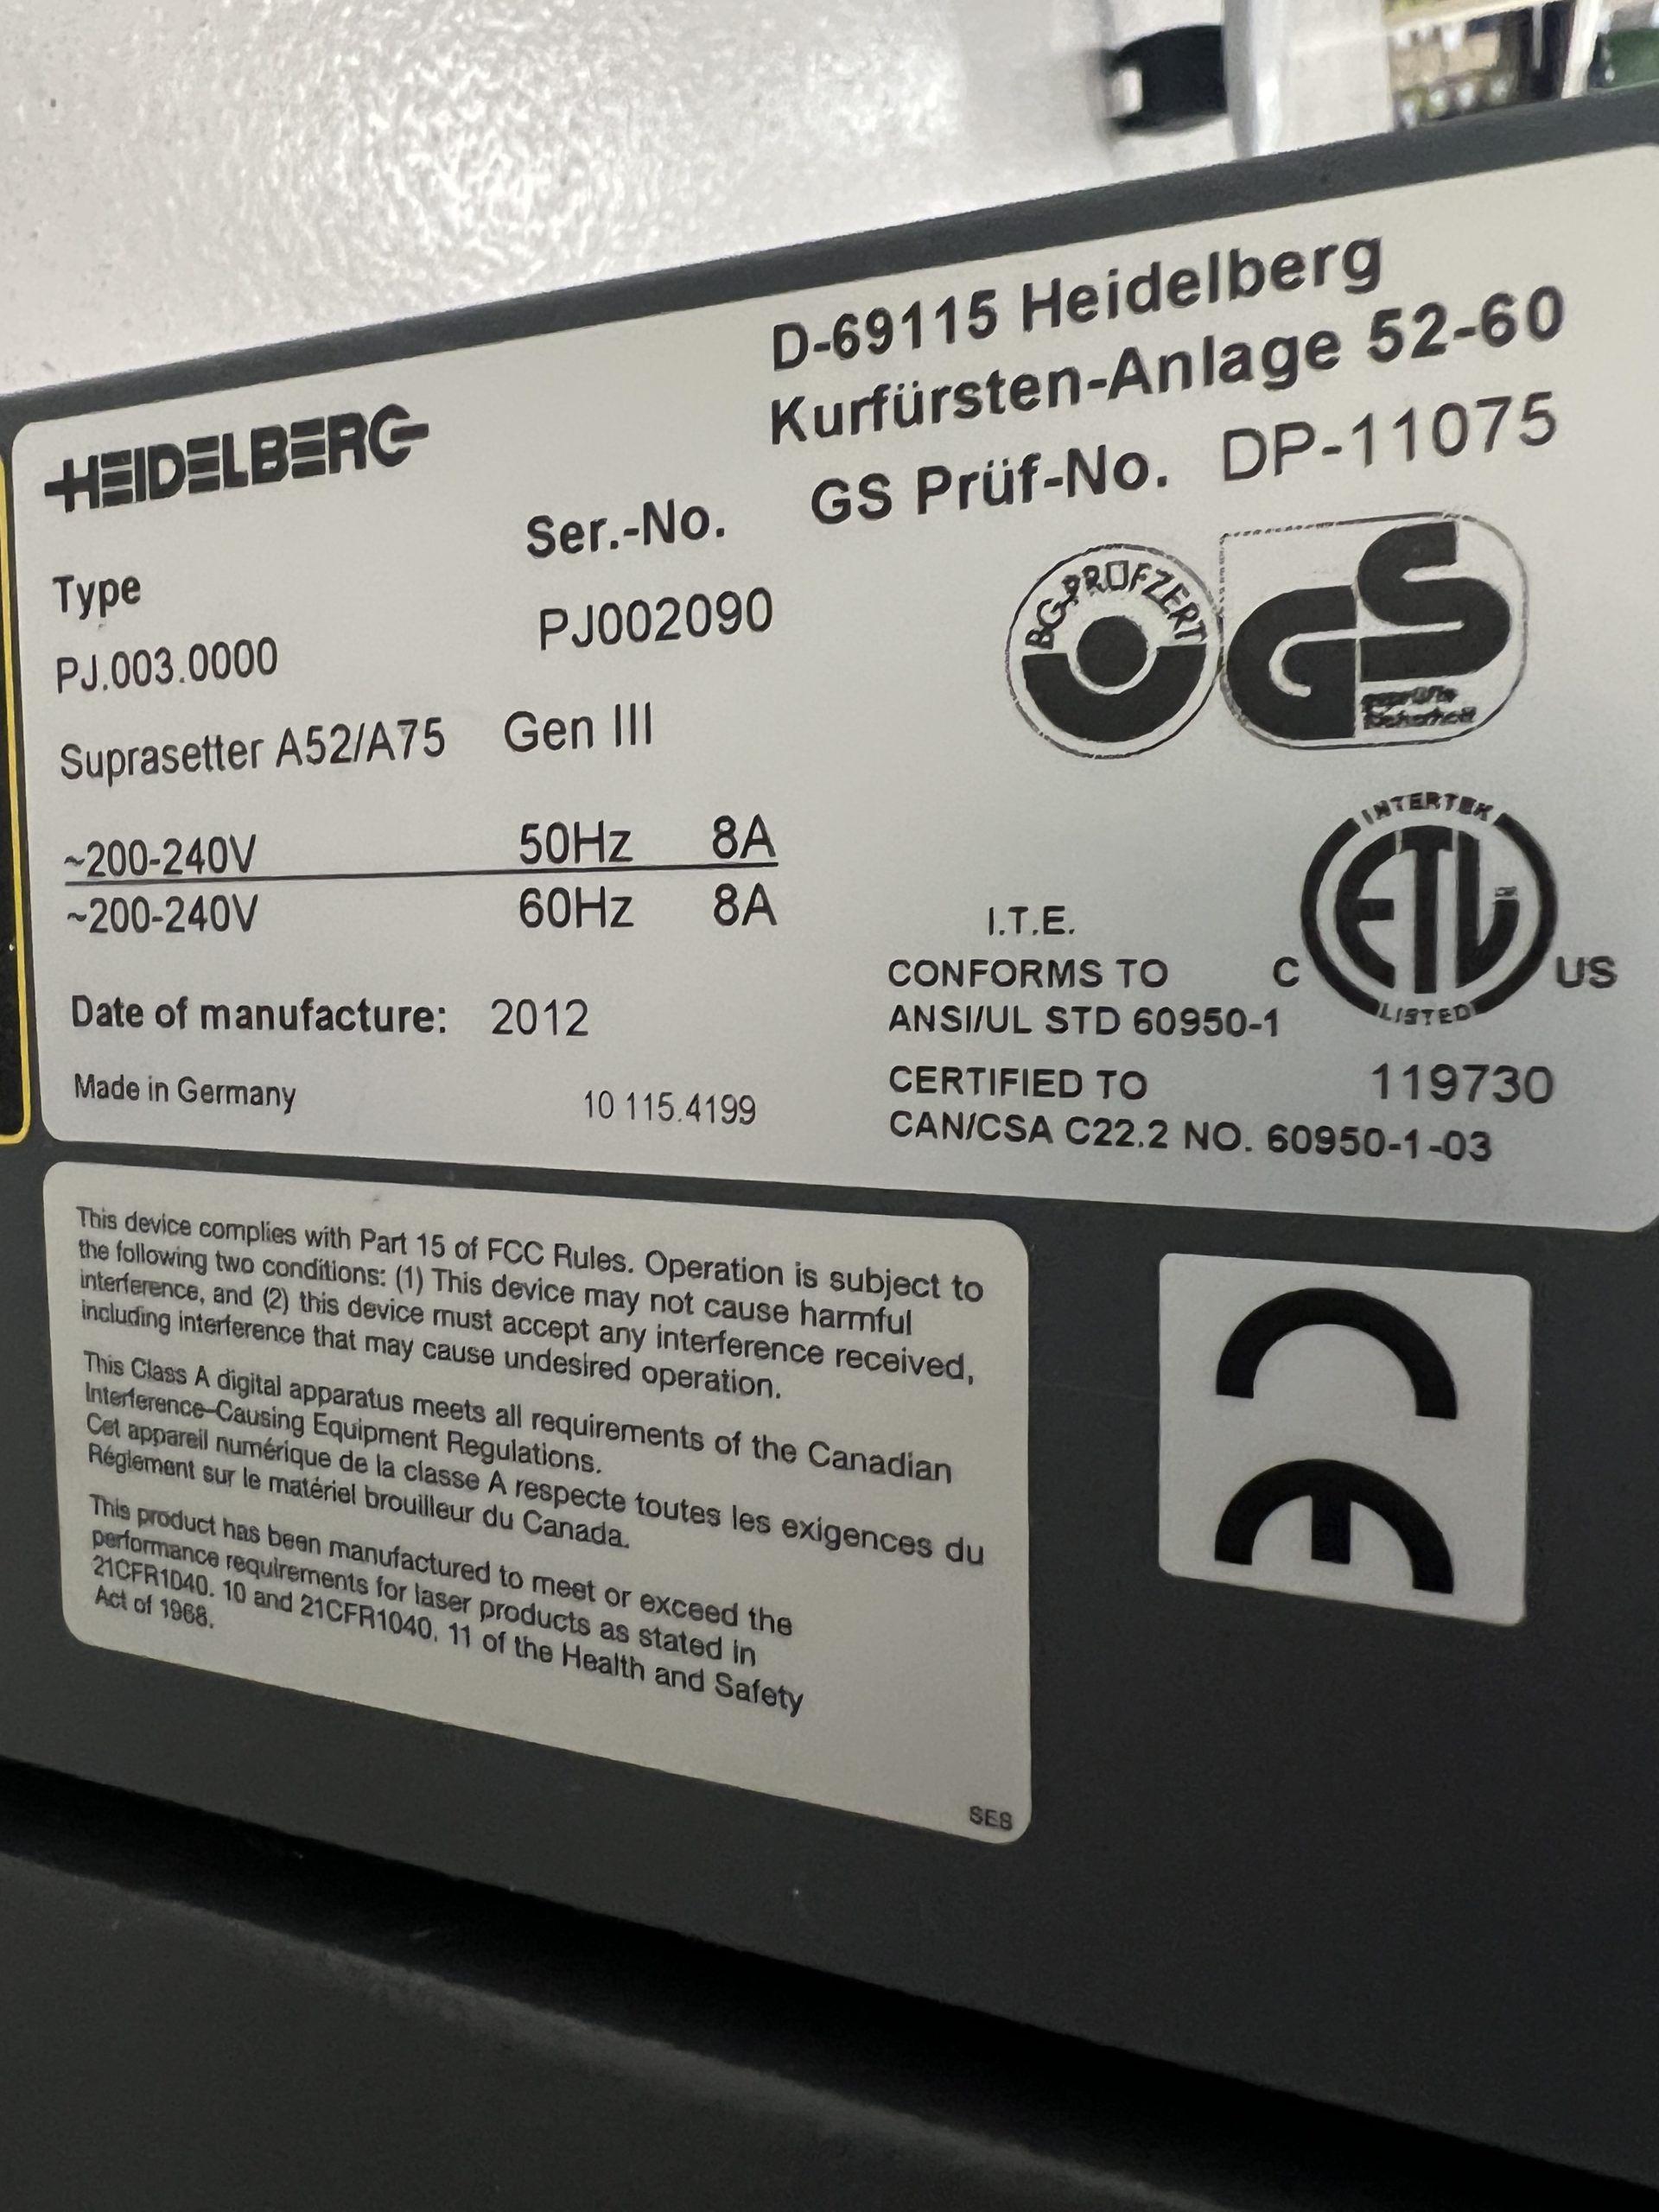 D-69115 Heidelberg
HEIDELBERG
Kurfürsten-Anlage 52-60
Ser.-No.
GS Prüf-No. DP-11075
Type
PJ.003.0000
PJ002090
BG-PRÜFZERT
GS
geprüfte
Sicherheit
Suprasetter A52/A75 Gen III
~200-240V 50Hz 8A
~200-240V 60Hz 8A
INTERTEK
ETL
LISTED
C US
I.T.E.
CONFORMS TO
ANSI/UL STD 60950-1
Date of manufacture: 2012
CERTIFIED TO 119730
CAN/CSA C22.2 NO. 60950-1-03
Made in Germany 10.115.4199
This device complies with Part 15 of FCC Rules. Operation is subject to
the following two conditions: (1) This device may not cause harmful
interference, and (2) this device must accept any interference received,
including interference that may cause undesired operation.
This Class A digital apparatus meets all requirements of the Canadian
Interference-Causing Equipment Regulations.
Cet appareil numérique de la classe A respecte toutes les exigences du
Réglement sur le matériel brouilleur du Canada.
This product has been manufactured to meet or exceed the
performance requirements for laser products as stated in
21CFR1040. 10 and 21CFR1040. 11 of the Health and Safety
Act of 1968.
SES
CE